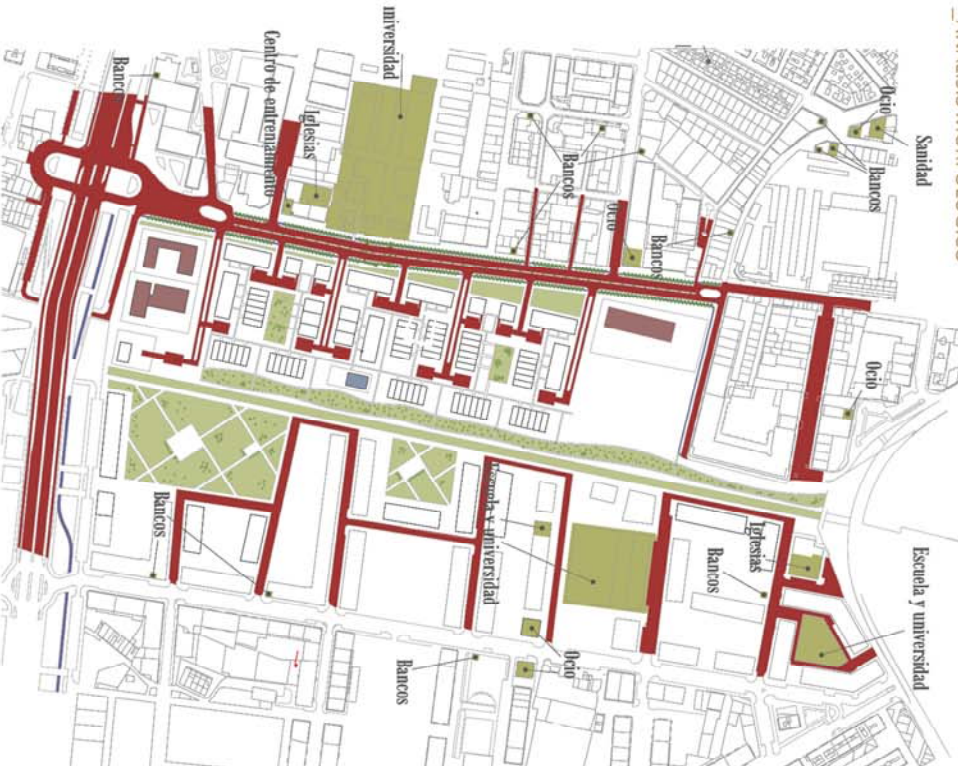 Sanidad
Ocio
Bancos
Bancos
Bancos
Ocio
niversidad
Centro de entrenamiento
Iglesias
Bancos
Ocio
Escuela y universidad
Iglesias
Bancos
Escuela y universidad
Ocio
Bancos
Bancos